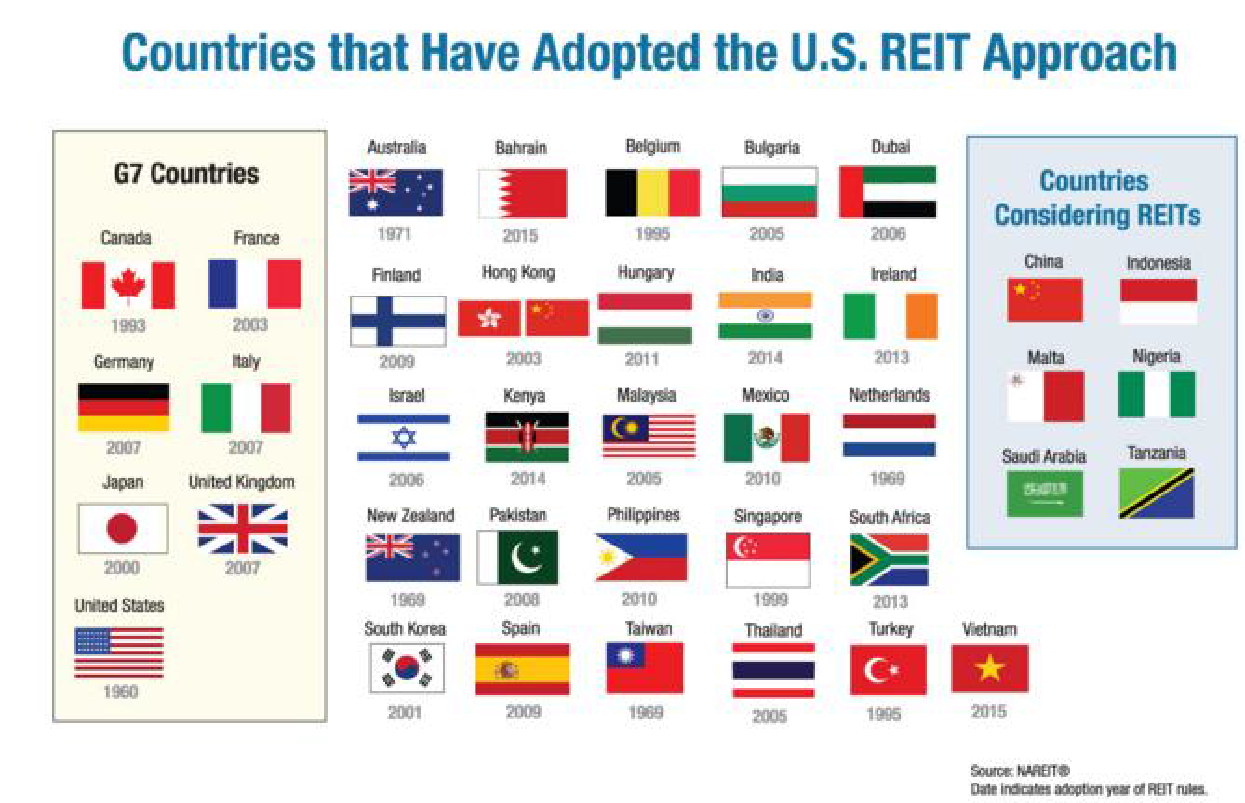 Countries that Have Adopted the U.S. REIT Approach
G7 Countries
Canada France
1993 2003
Germany Italy
2007 2007
Japan United Kingdom
2000 2007
United States
1960
Australia Bahrain Belgium Bulgaria Dubai
1971 2015 1995 2005 2006
Finland Hong Kong Hungary India Ireland
2009 2003 2011 2014 2013
Israel Kenya Malaysia Mexico Netherlands
2006 2014 2005 2010 1969
New Zealand Pakistan Philippines Singapore South Africa
1969 2008 2010 1999 2013
South Korea Spain Taiwan Thailand Turkey Vietnam
2001 2009 1969 2005 1995 2015
Countries
Considering REITs
China Indonesia
Malta Nigeria
Saudi Arabia Tanzania
Source: NAREIT®
Date indicates adoption year of REIT rules.